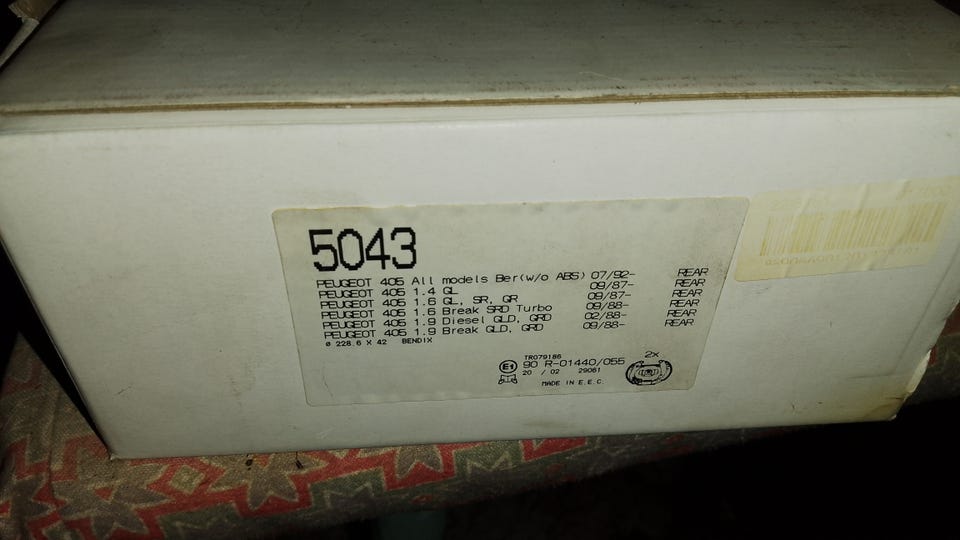 5043
PEUGEOT 405 All models Ber(w/o ABS) 07/92- REAR
PEUGEOT 405 1.4 GL 09/87- REAR
PEUGEOT 405 1.6 GL, SR, GR 09/87- REAR
PEUGEOT 405 1.6 Break SRD Turbo 09/88- REAR
PEUGEOT 405 1.9 Diesel GLD, GRD 02/88- REAR
PEUGEOT 405 1.9 Break GLD, GRD 09/88- REAR
ø 228.6 X 42 BENDIX
TR079186
E1 90 R-01440/055 2x
20 / 02 29061
MADE IN E.E.C.